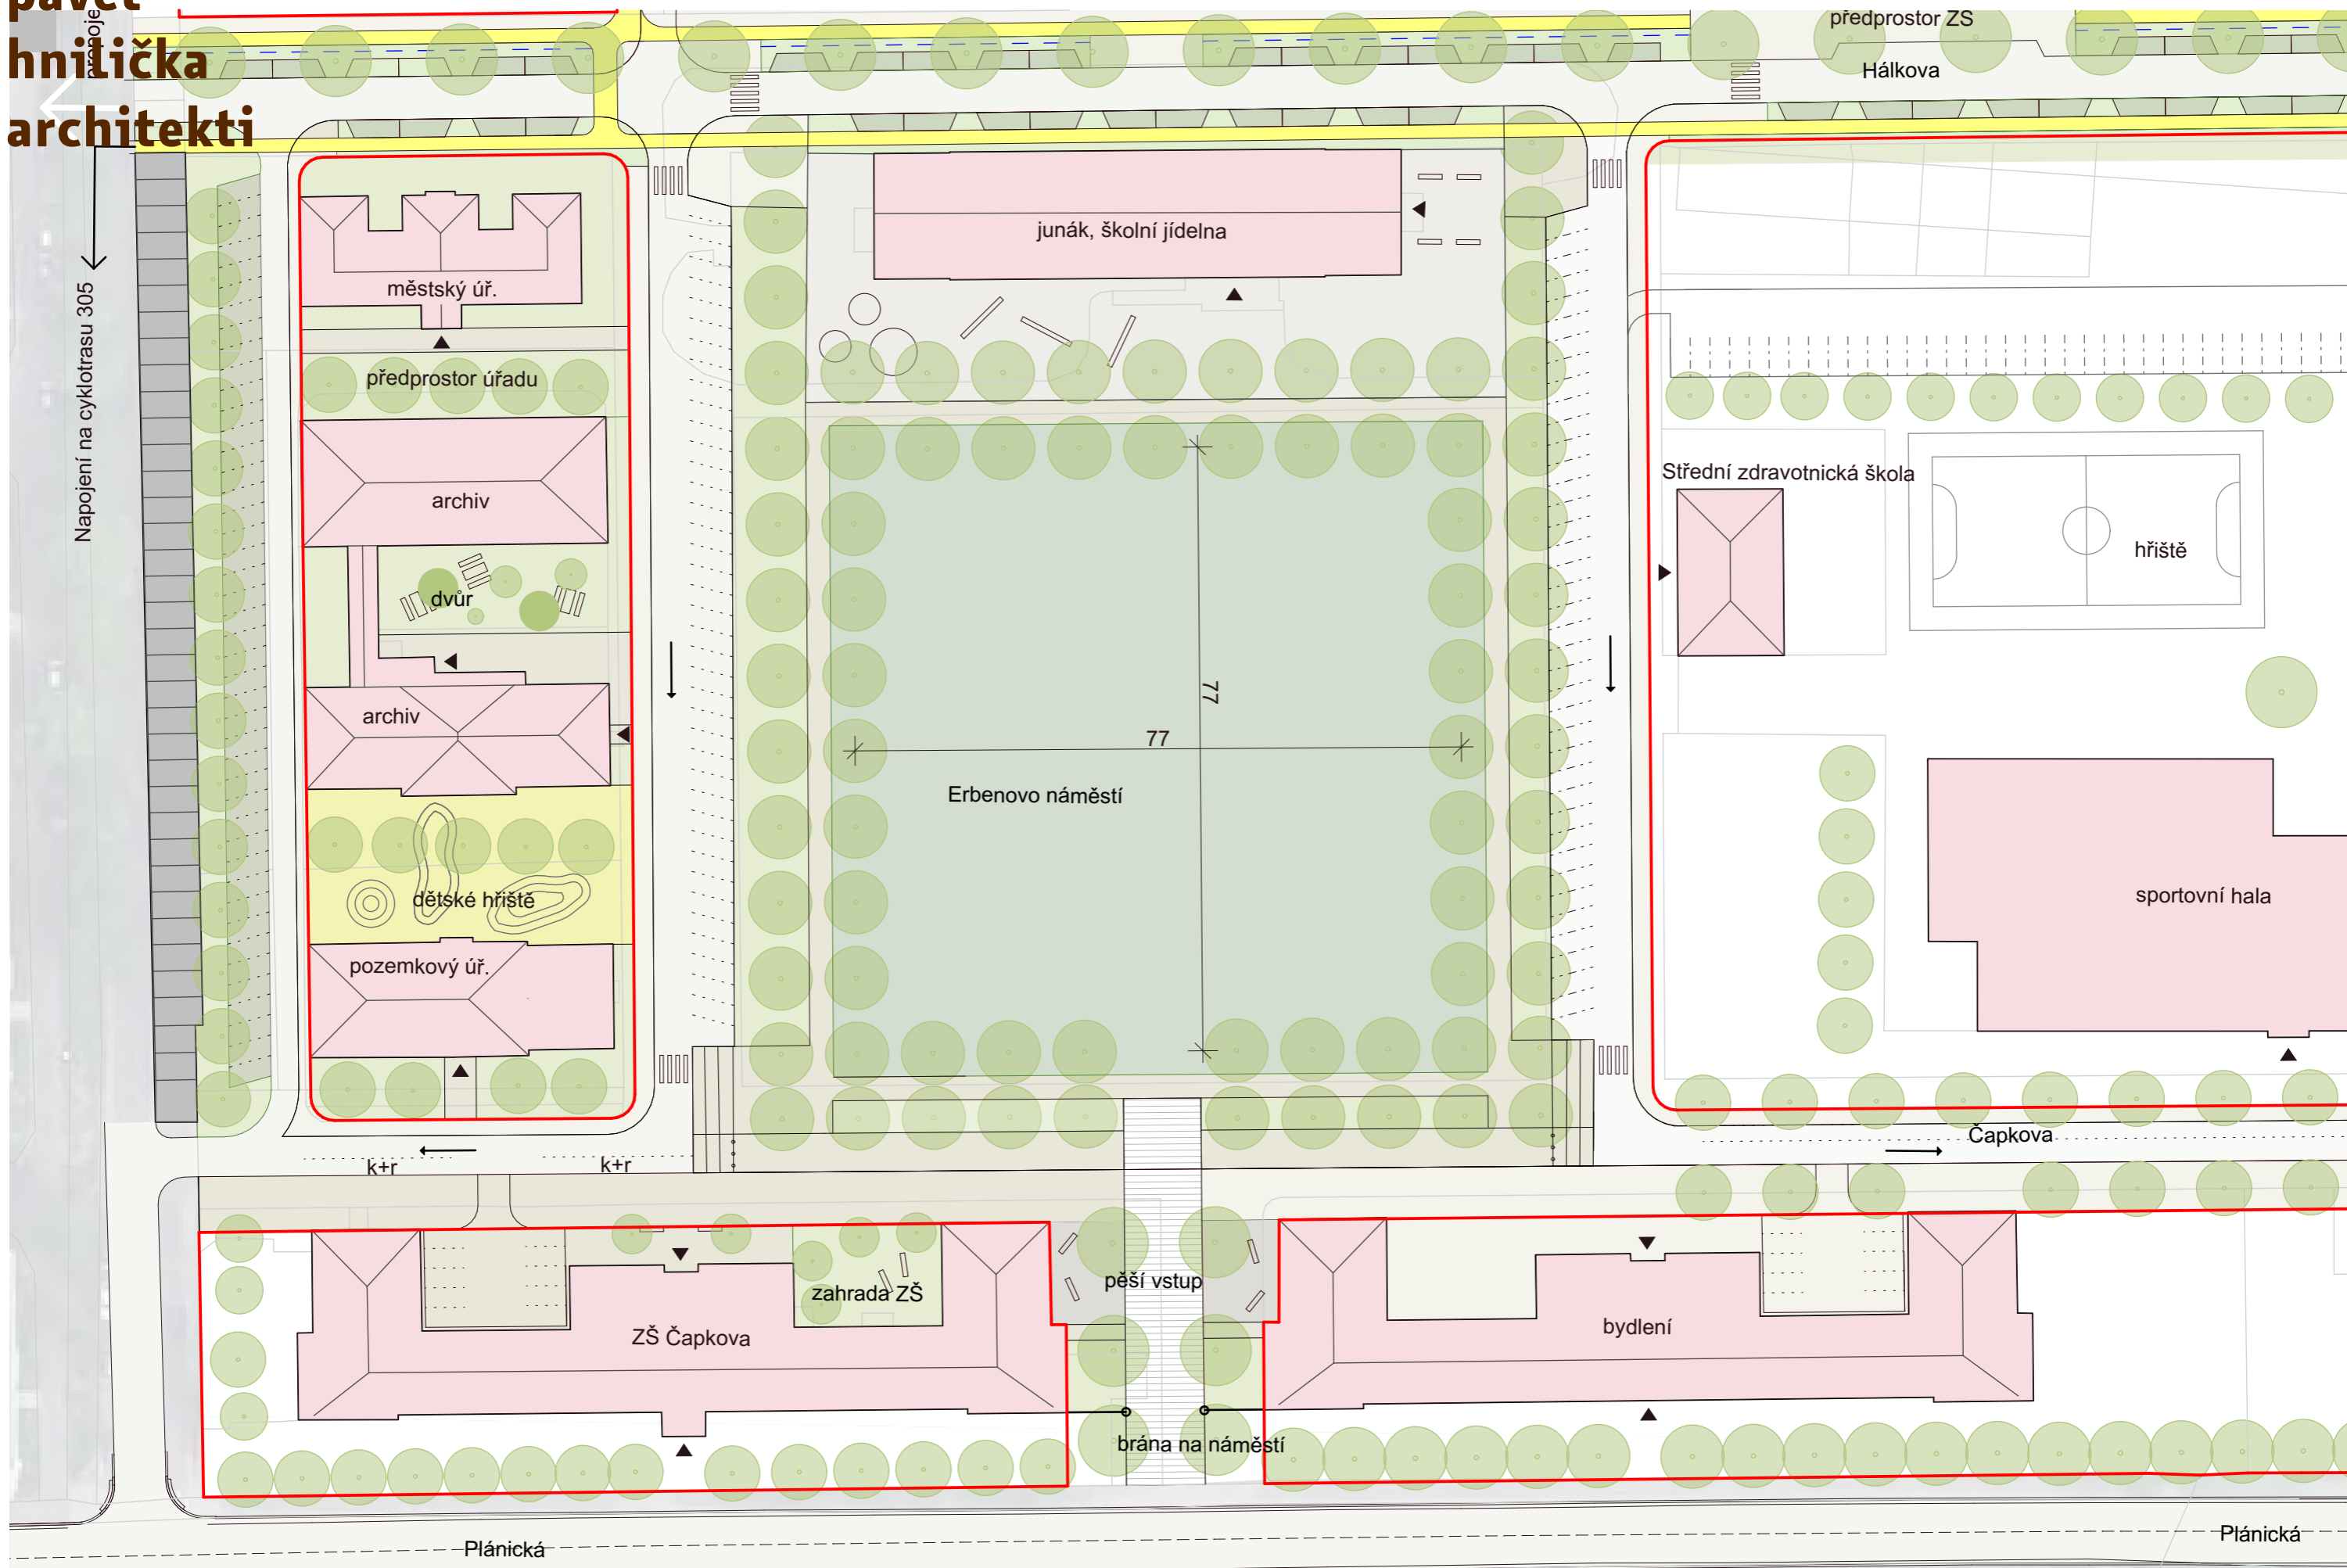 pavel
hnilička
architekti
předprostor ZŠ
Hálkova
Napojení na cyklotrasu 305
městský úř.
junák, školní jídelna
předprostor úřadu
archiv
Střední zdravotnická škola
hřiště
dvůr
archiv
77
77
Erbenovo náměstí
dětské hřiště
sportovní hala
pozemkový úř.
Čapkova
k+r
k+r
pěší vstup
zahrada ZŠ
ZŠ Čapkova
bydlení
brána na náměstí
Plánická
Plánická